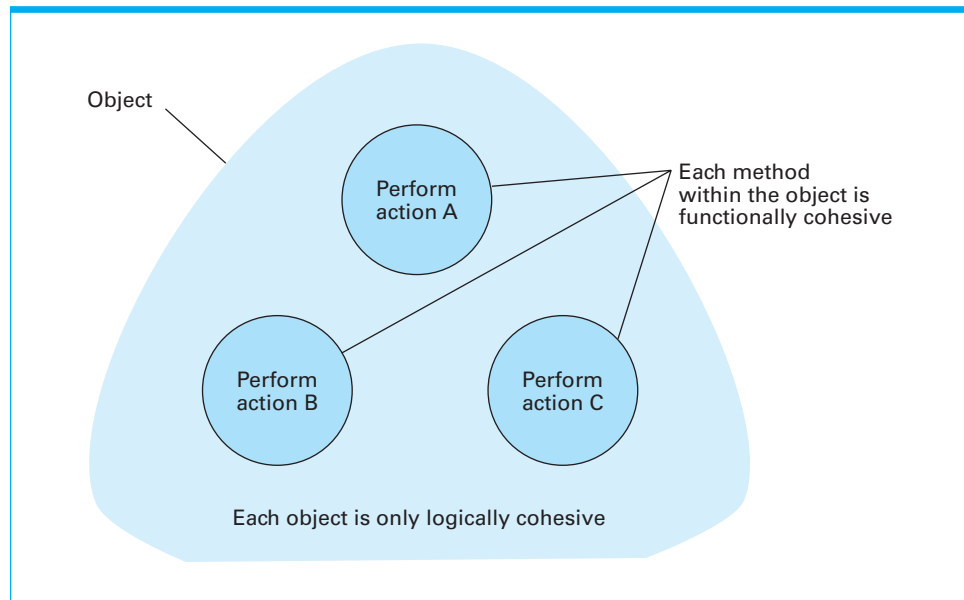 Object
Perform
action A
Each method
within the object is
functionally cohesive
Perform
action B
Perform
action C
Each object is only logically cohesive